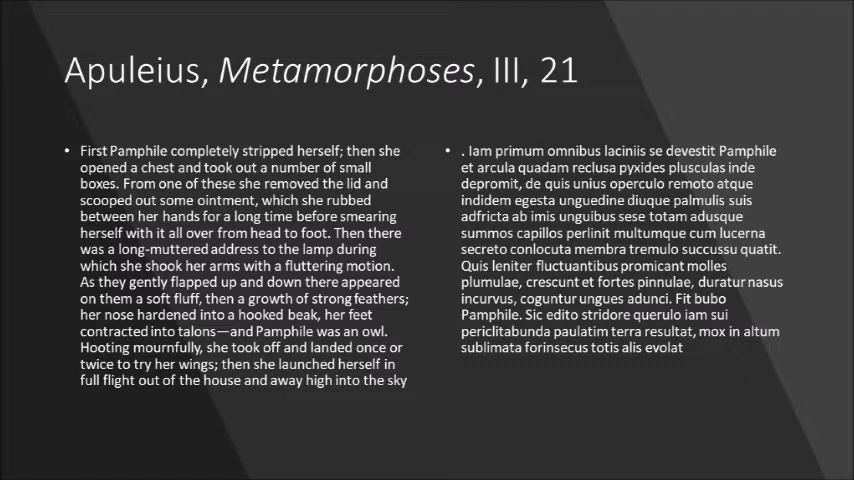 Apuleius, Metamorphoses, III, 21
• First Pamphile completely stripped herself; then she
opened a chest and took out a number of small
boxes. From one of these she removed the lid and
scooped out some ointment, which she rubbed
between her hands for a long time before smearing
herself with it all over from head to foot. Then there
was a long-muttered address to the lamp during
which she shook her arms with a fluttering motion.
As they gently flapped up and down there appeared
on them a soft fluff, then a growth of strong feathers;
her nose hardened into a hooked beak, her feet
contracted into talons—and Pamphile was an owl.
Hooting mournfully, she took off and landed once or
twice to try her wings; then she launched herself in
full flight out of the house and away high into the sky
• . Iam primum omnibus laciniis se devestit Pamphile
et arcula quadam reclusa pyxides plusculas inde
depromit, de quis unius operculo remoto atque
indidem egesta unguedine diuque palmulis suis
adfricta ab imis unguibus sese totam adusque
summos capillos perlinit multumque cum lucerna
secreto conlocuta membra tremulo succussu quatit.
Quis leniter fluctuantibus promicant molles
plumulae, crescunt et fortes pinnulae, duratur nasus
incurvus, coguntur ungues adunci. Fit bubo
Pamphile. Sic edito stridore querulo iam sui
periclitabunda paulatim terra resultat, mox in altum
sublimata forinsecus totis alis evolat